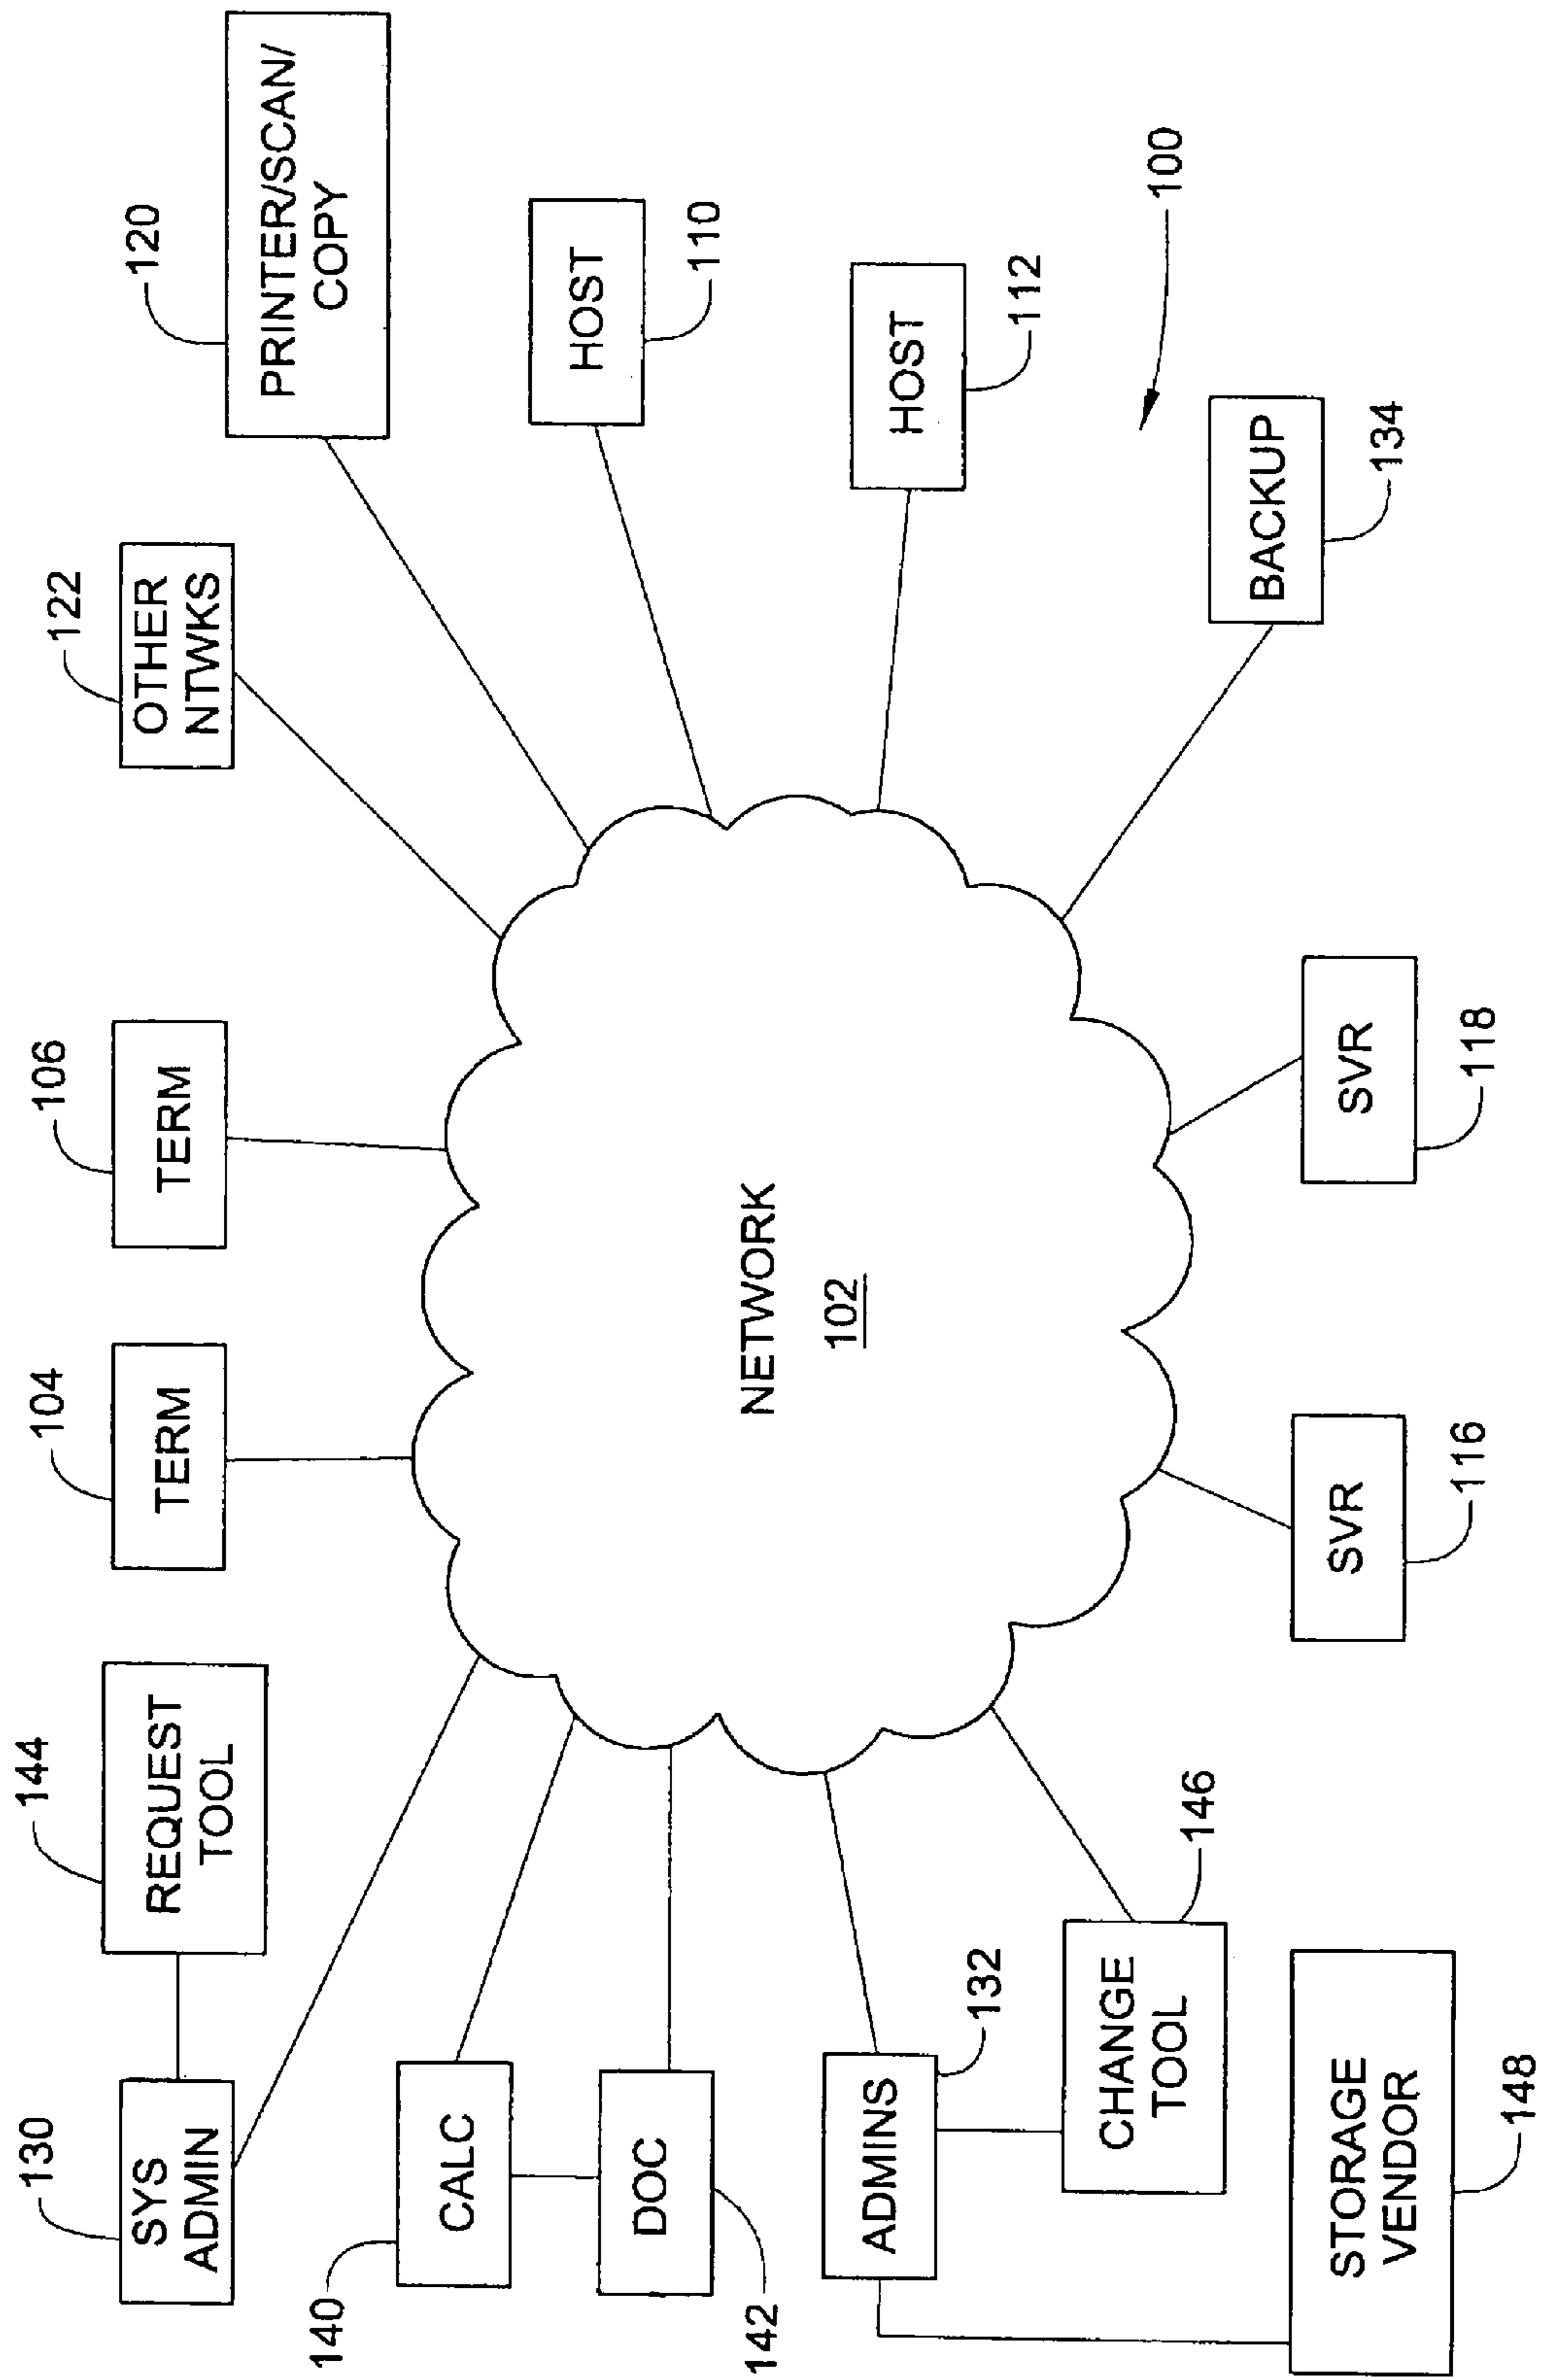 144
REQUEST
TOOL
104
TERM
106
TERM
122
OTHER
NTWKS
120
PRINTER/SCAN/
COPY
130
SYS
ADMIN
140
CALC
DOC
142
NETWORK
102
HOST
110
HOST
112
100
ADMINS
132
CHANGE
TOOL
146
STORAGE
VENDOR
148
SVR
116
SVR
118
BACKUP
134